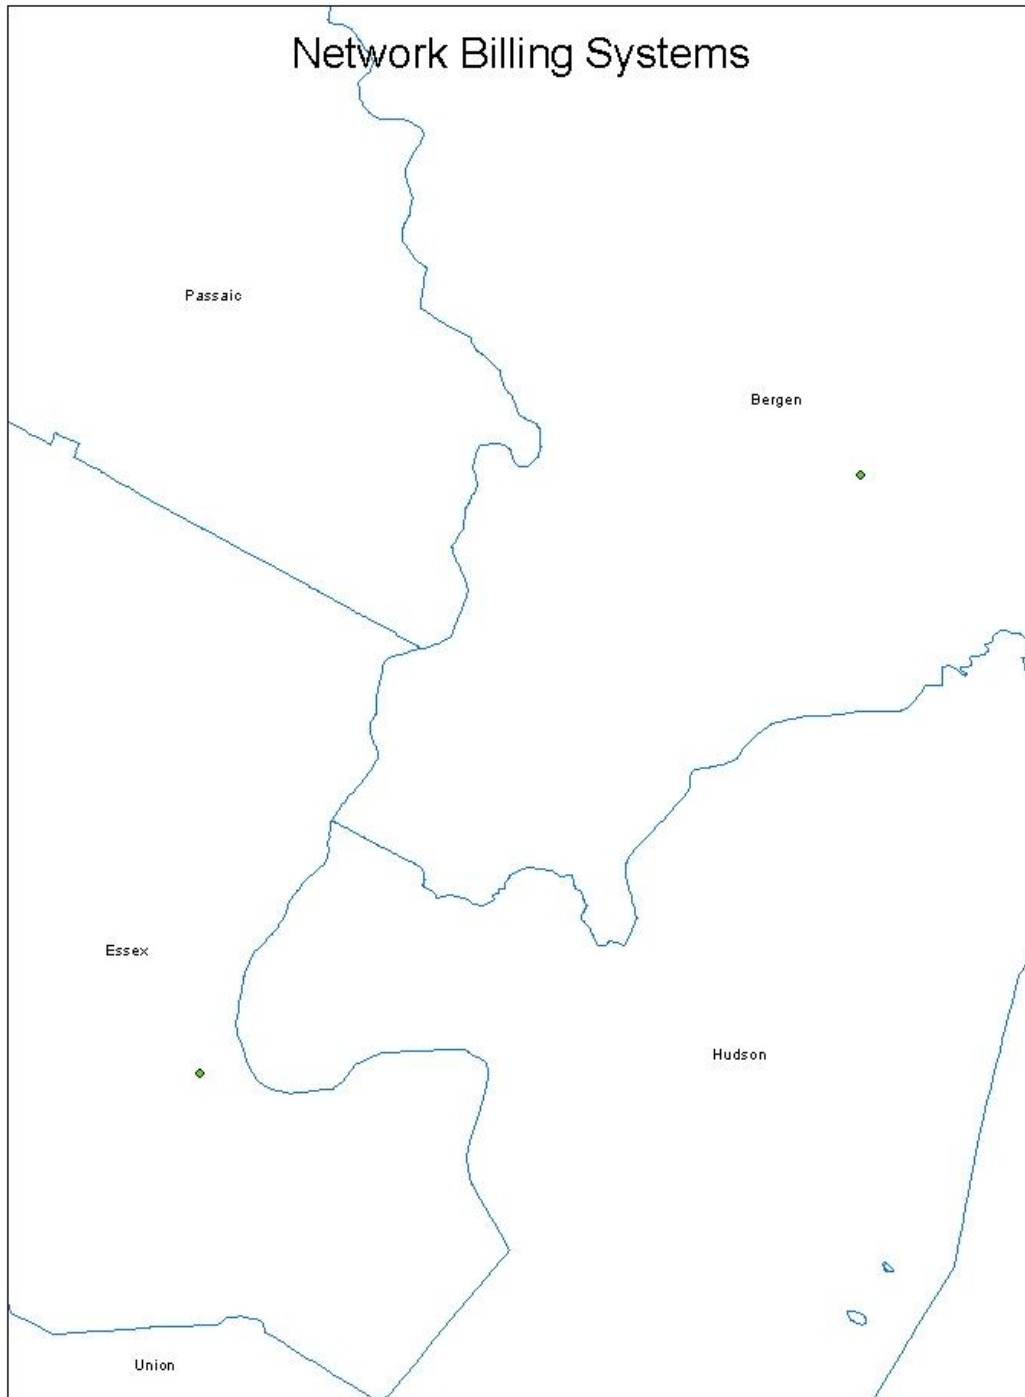 Network Billing Systems
Passaic
Bergen
Essex
Hudson
Union